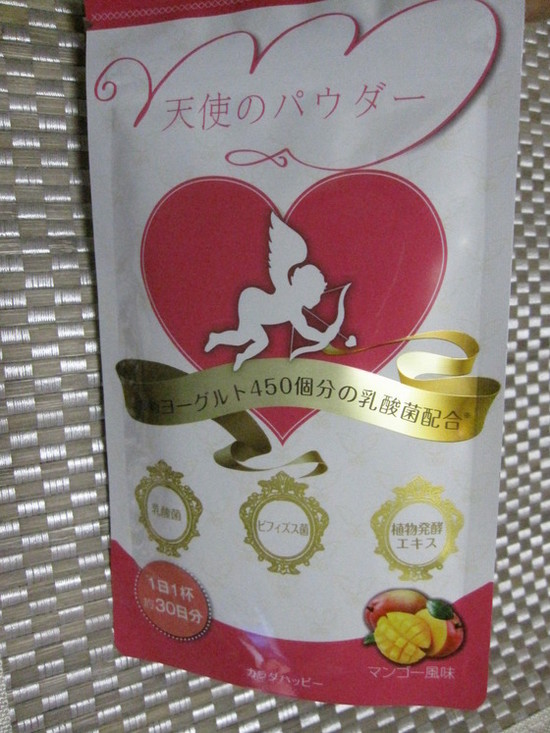 天使のパウダー
ヨーグルト450個分の乳酸菌配合
乳酸菌
ビフィズス菌
植物発酵
エキス
1日1杯
約30日分
マンゴー風味
カラダハッピー